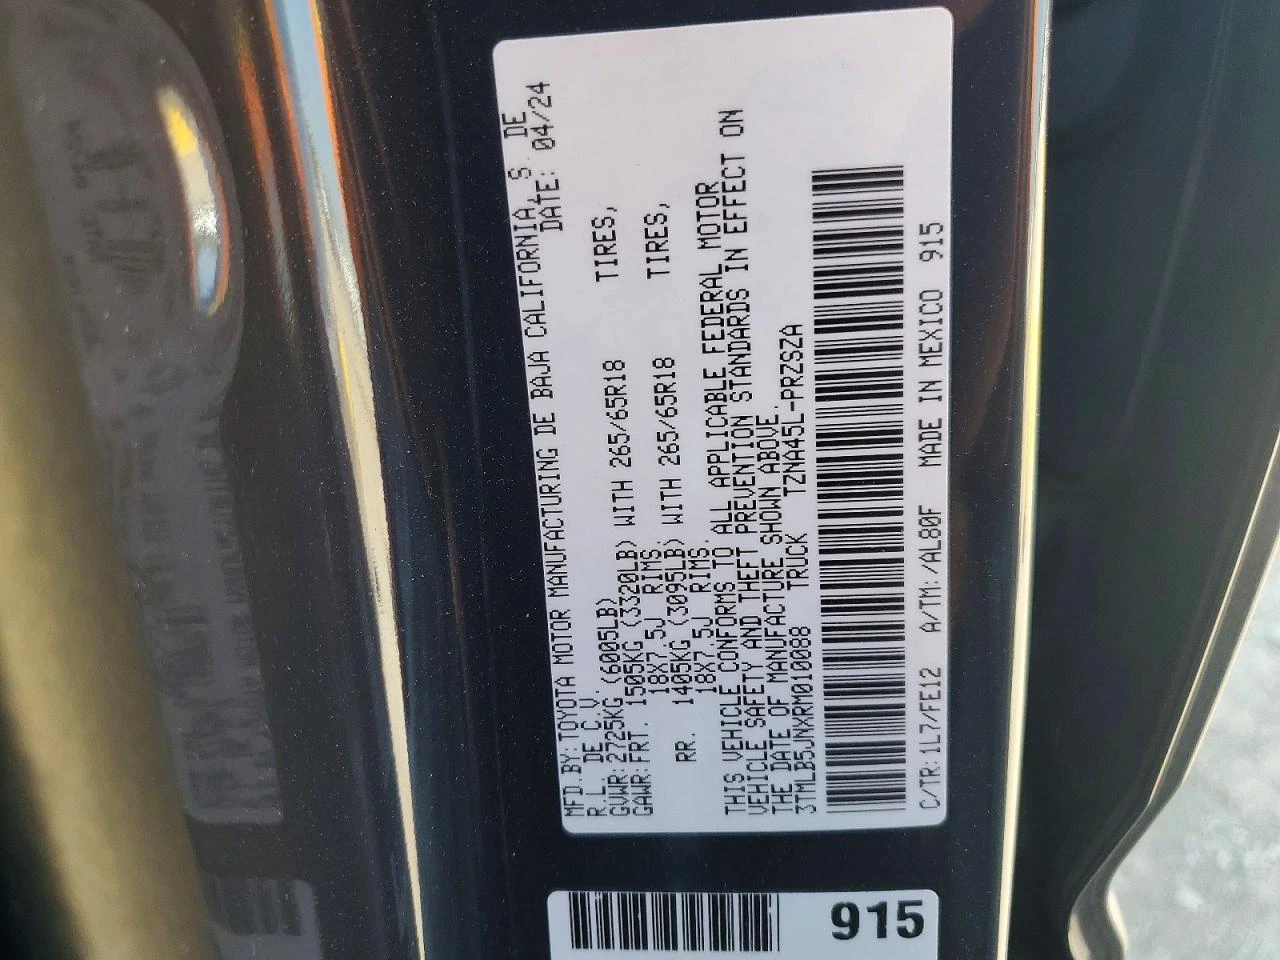 MFD.BY:TOYOTA MOTOR MANUFACTURING DE BAJA CALIFORNIA, S. DE
R.L. DE C.V. DATE: 04/24
GVWR:2725KG (6005LB)
GAWR:FRT. 1505KG (3320LB) WITH 265/65R18 TIRES,
18X7.5J RIMS
RR. 1405KG (3095LB) WITH 265/65R18 TIRES,
18X7.5J RIMS.
THIS VEHICLE CONFORMS TO ALL APPLICABLE FEDERAL MOTOR
VEHICLE SAFETY AND THEFT PREVENTION STANDARDS IN EFFECT ON
THE DATE OF MANUFACTURE SHOWN ABOVE.
3TMLB5JNXRM010088 TRUCK TZNA45L-PRZSZA
C/TR:1L7/FE12 A/TM:/AL80F MADE IN MEXICO 915
915